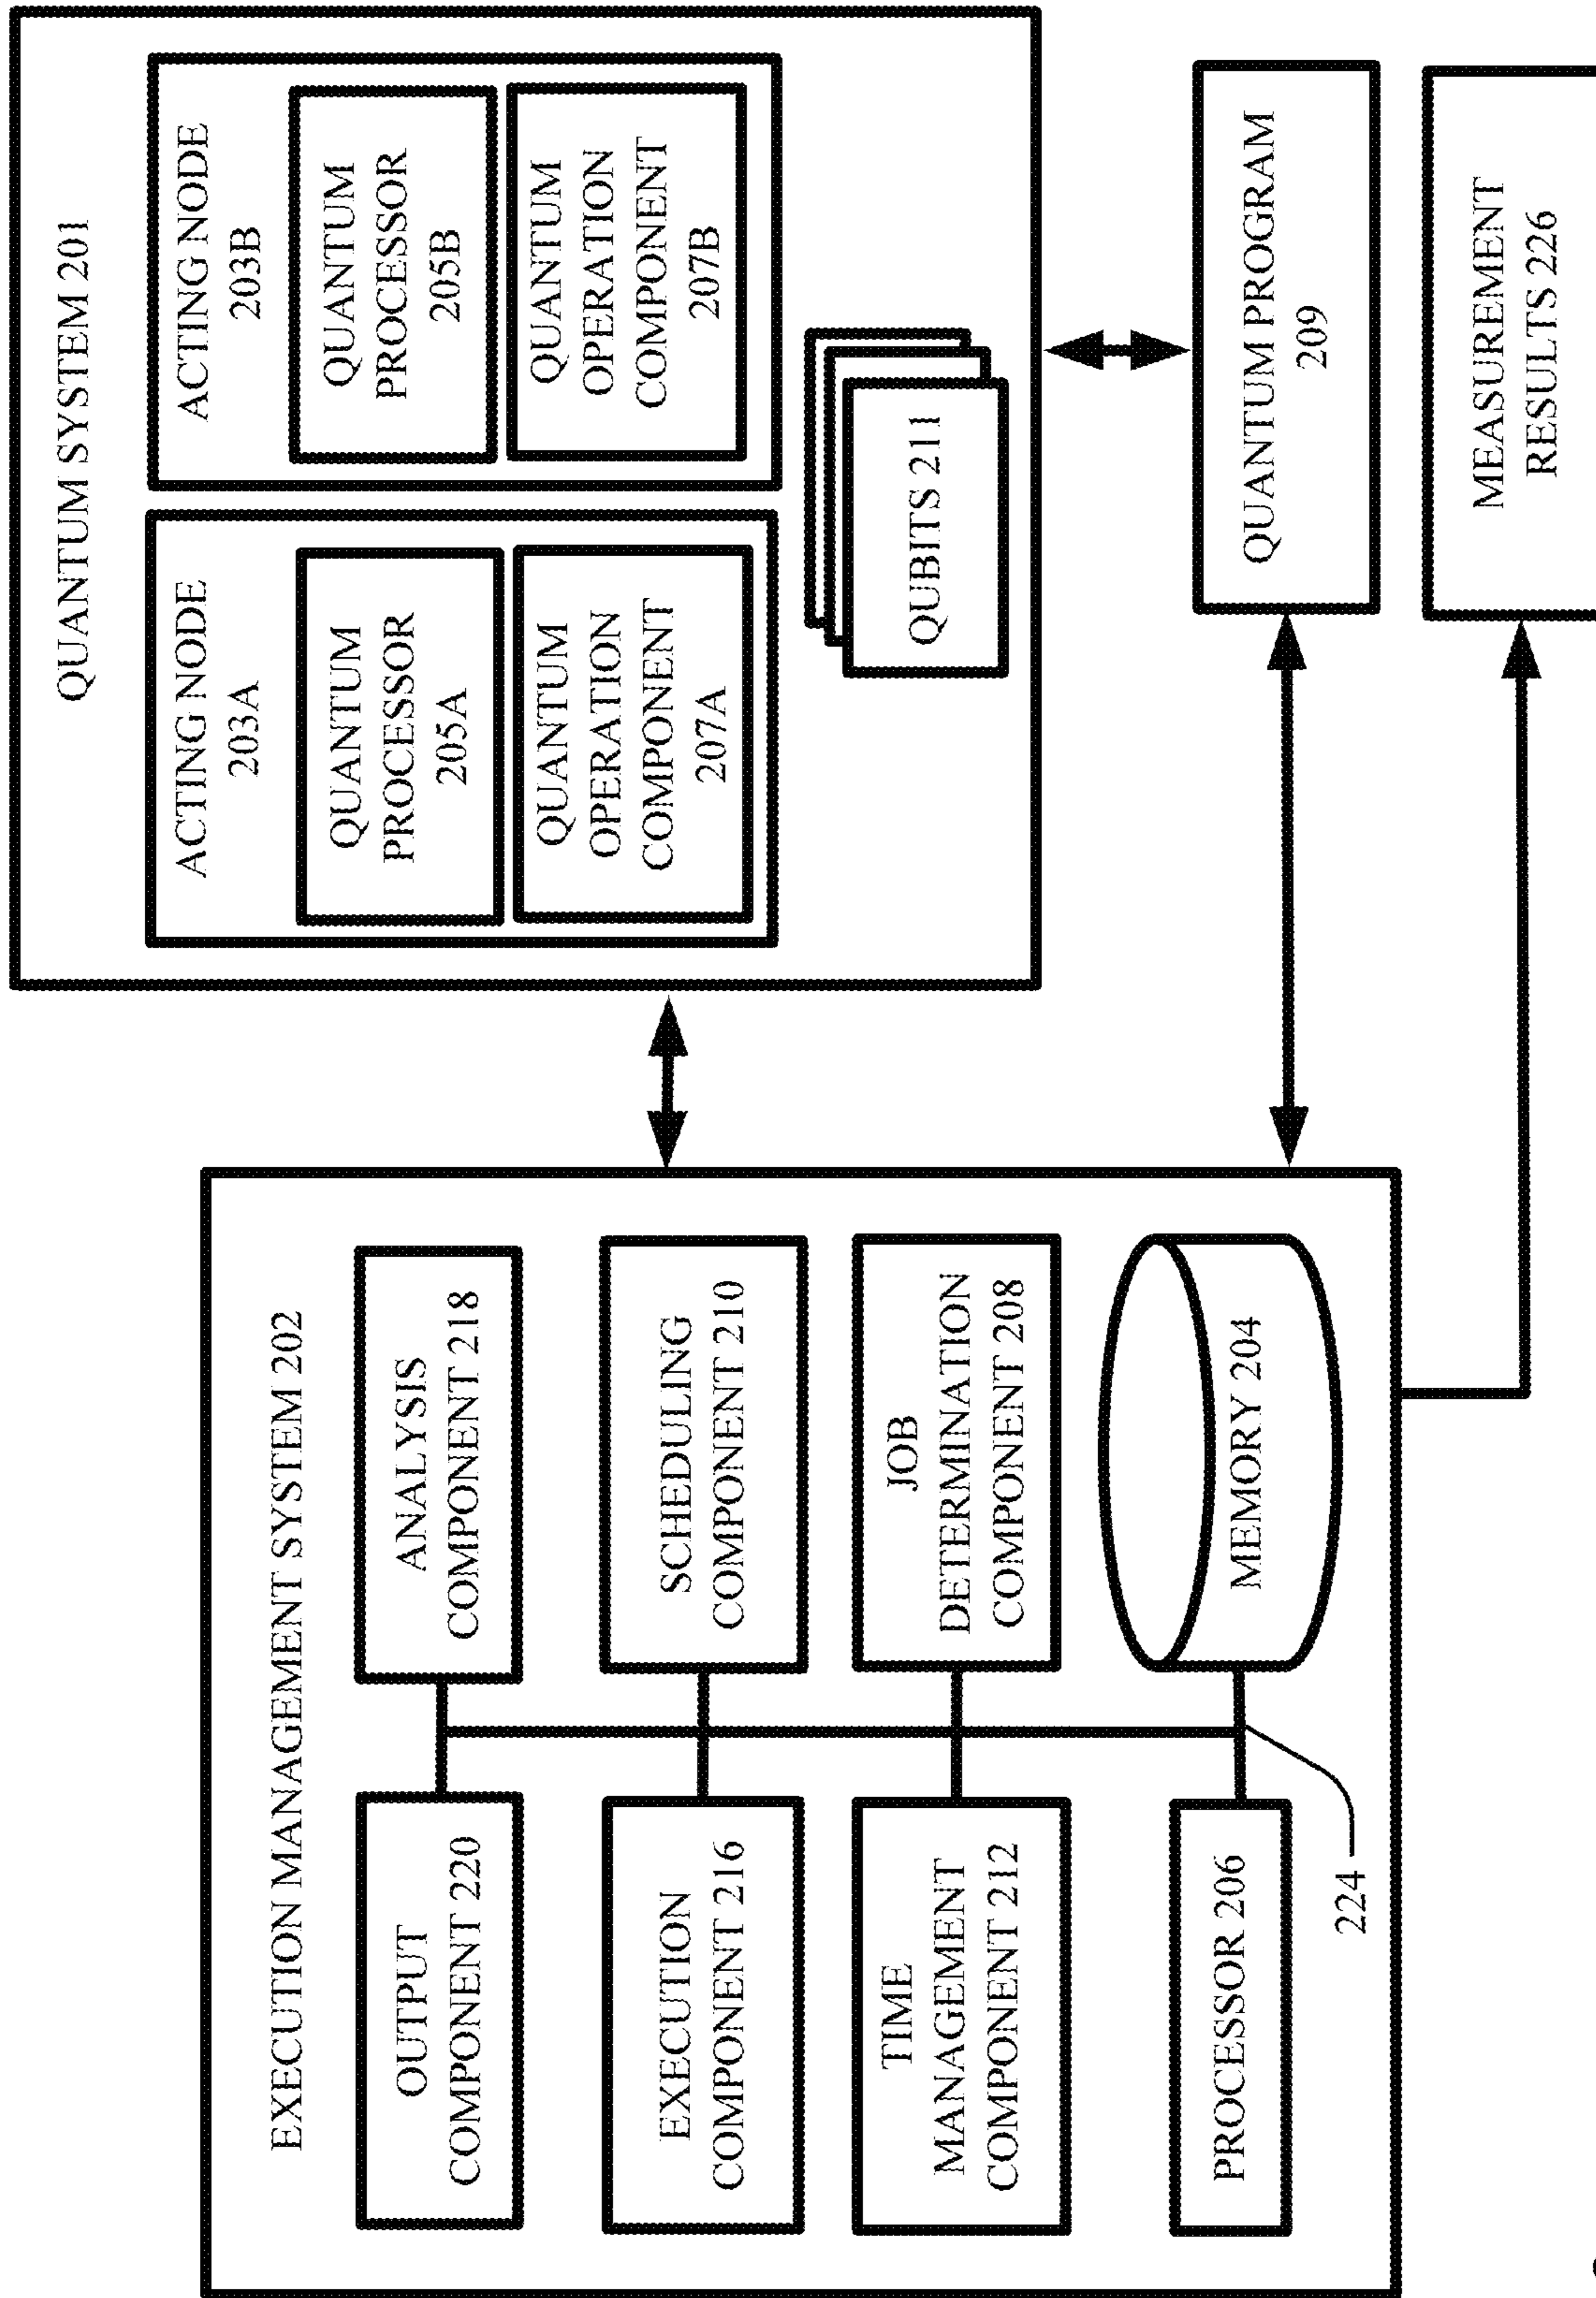 EXECUTION MANAGEMENT SYSTEM 202
OUTPUT
COMPONENT 220
ANALYSIS
COMPONENT 218
EXECUTION
COMPONENT 216
SCHEDULING
COMPONENT 210
TIME
MANAGEMENT
COMPONENT 212
JOB
DETERMINATION
COMPONENT 208
PROCESSOR 206
MEMORY 204
224
QUANTUM SYSTEM 201
ACTING NODE
203A
QUANTUM
PROCESSOR
205A
QUANTUM
OPERATION
COMPONENT
207A
ACTING NODE
203B
QUANTUM
PROCESSOR
205B
QUANTUM
OPERATION
COMPONENT
207B
QUBITS 211
QUANTUM PROGRAM
209
MEASUREMENT
RESULTS 226